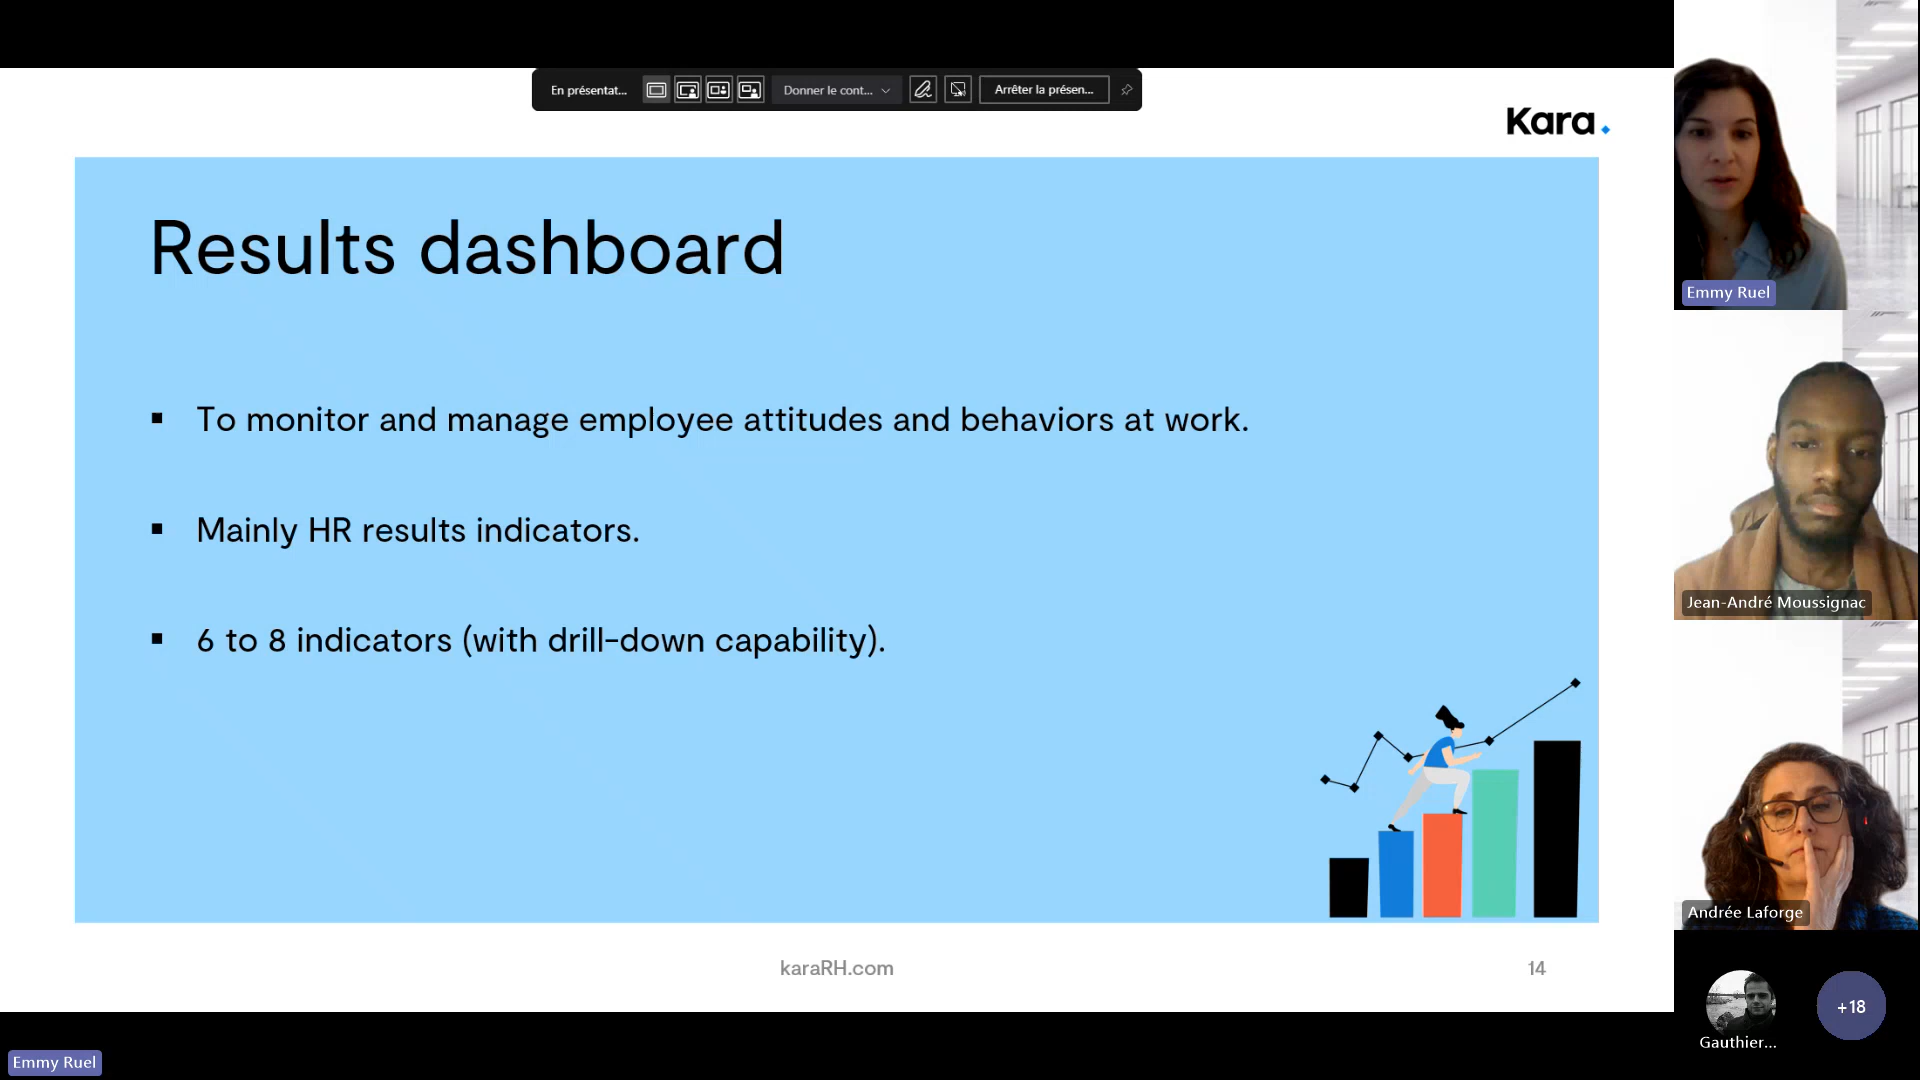 En présentat...
Donner le cont...
Arrêter la présen...
Kara.
Results dashboard
▪ To monitor and manage employee attitudes and behaviors at work.
▪ Mainly HR results indicators.
▪ 6 to 8 indicators (with drill-down capability).
karaRH.com
14
Emmy Ruel
Emmy Ruel
Jean-André Moussignac
Andrée Laforge
Gauthier...
+18